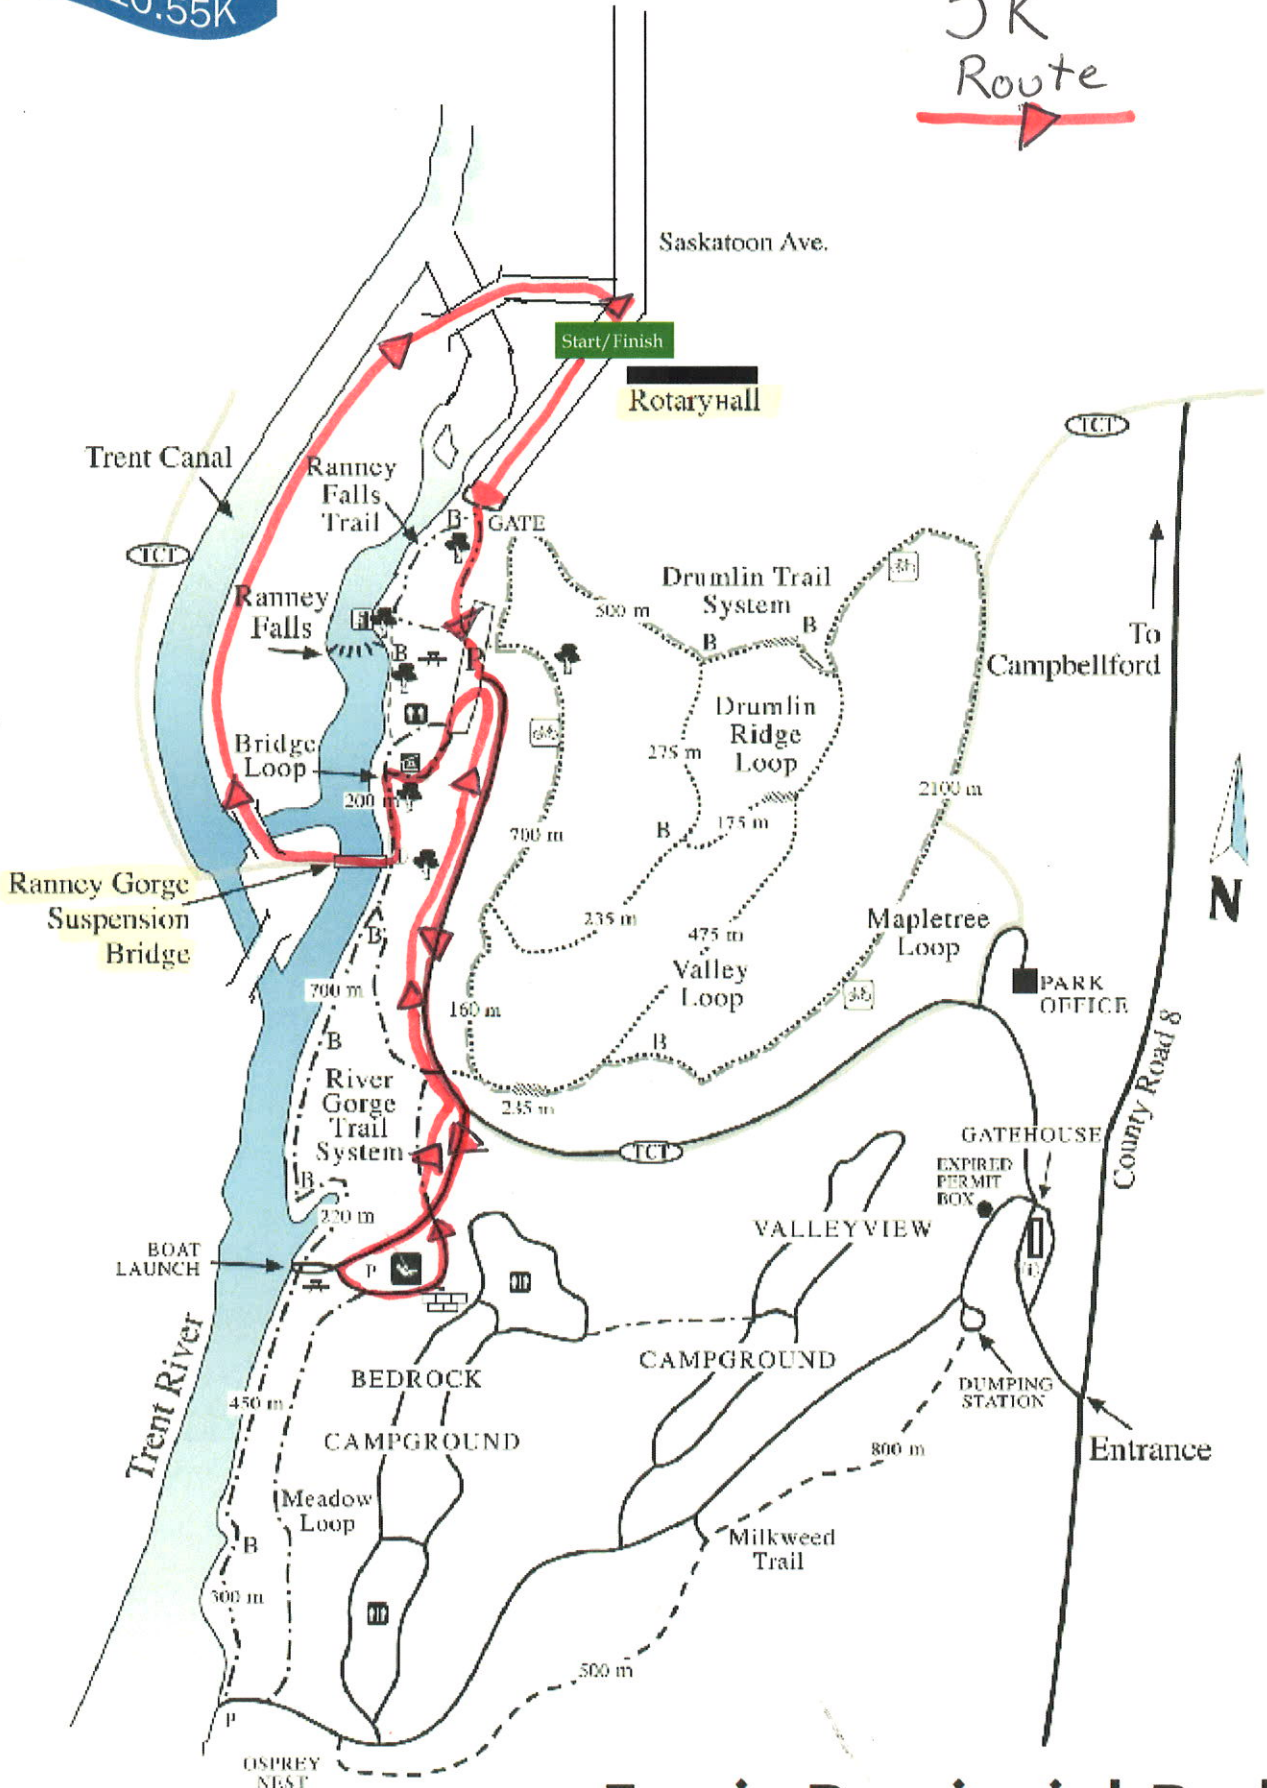 5K
Route
Saskatoon Ave.
Start/Finish
RotaryHall
TCT
Trent Canal
Ranney
Falls
Trail
B
GATE
TCT
Drumlin Trail
System
500 m
Ranney
Falls
B
B
B
To
Campbellford
P
Drumlin
Ridge
Loop
Bridge
Loop
275 m
2100 m
200 m
175 m
700 m
B
Ranney Gorge
Suspension
Bridge
235 m
Mapletree
Loop
N
B
475 m
Valley
Loop
PARK
OFFICE
700 m
160 m
B
B
County Road 8
River
Gorge
Trail
System
235 m
TCT
GATEHOUSE
EXPIRED
PERMIT
BOX
B
220 m
VALLEYVIEW
BOAT
LAUNCH
P
Trent River
CAMPGROUND
BEDROCK
DUMPING
STATION
450 m
CAMPGROUND
800 m
Entrance
Meadow
Loop
Milkweed
Trail
B
300 m
500 m
P
OSPREY
NEST